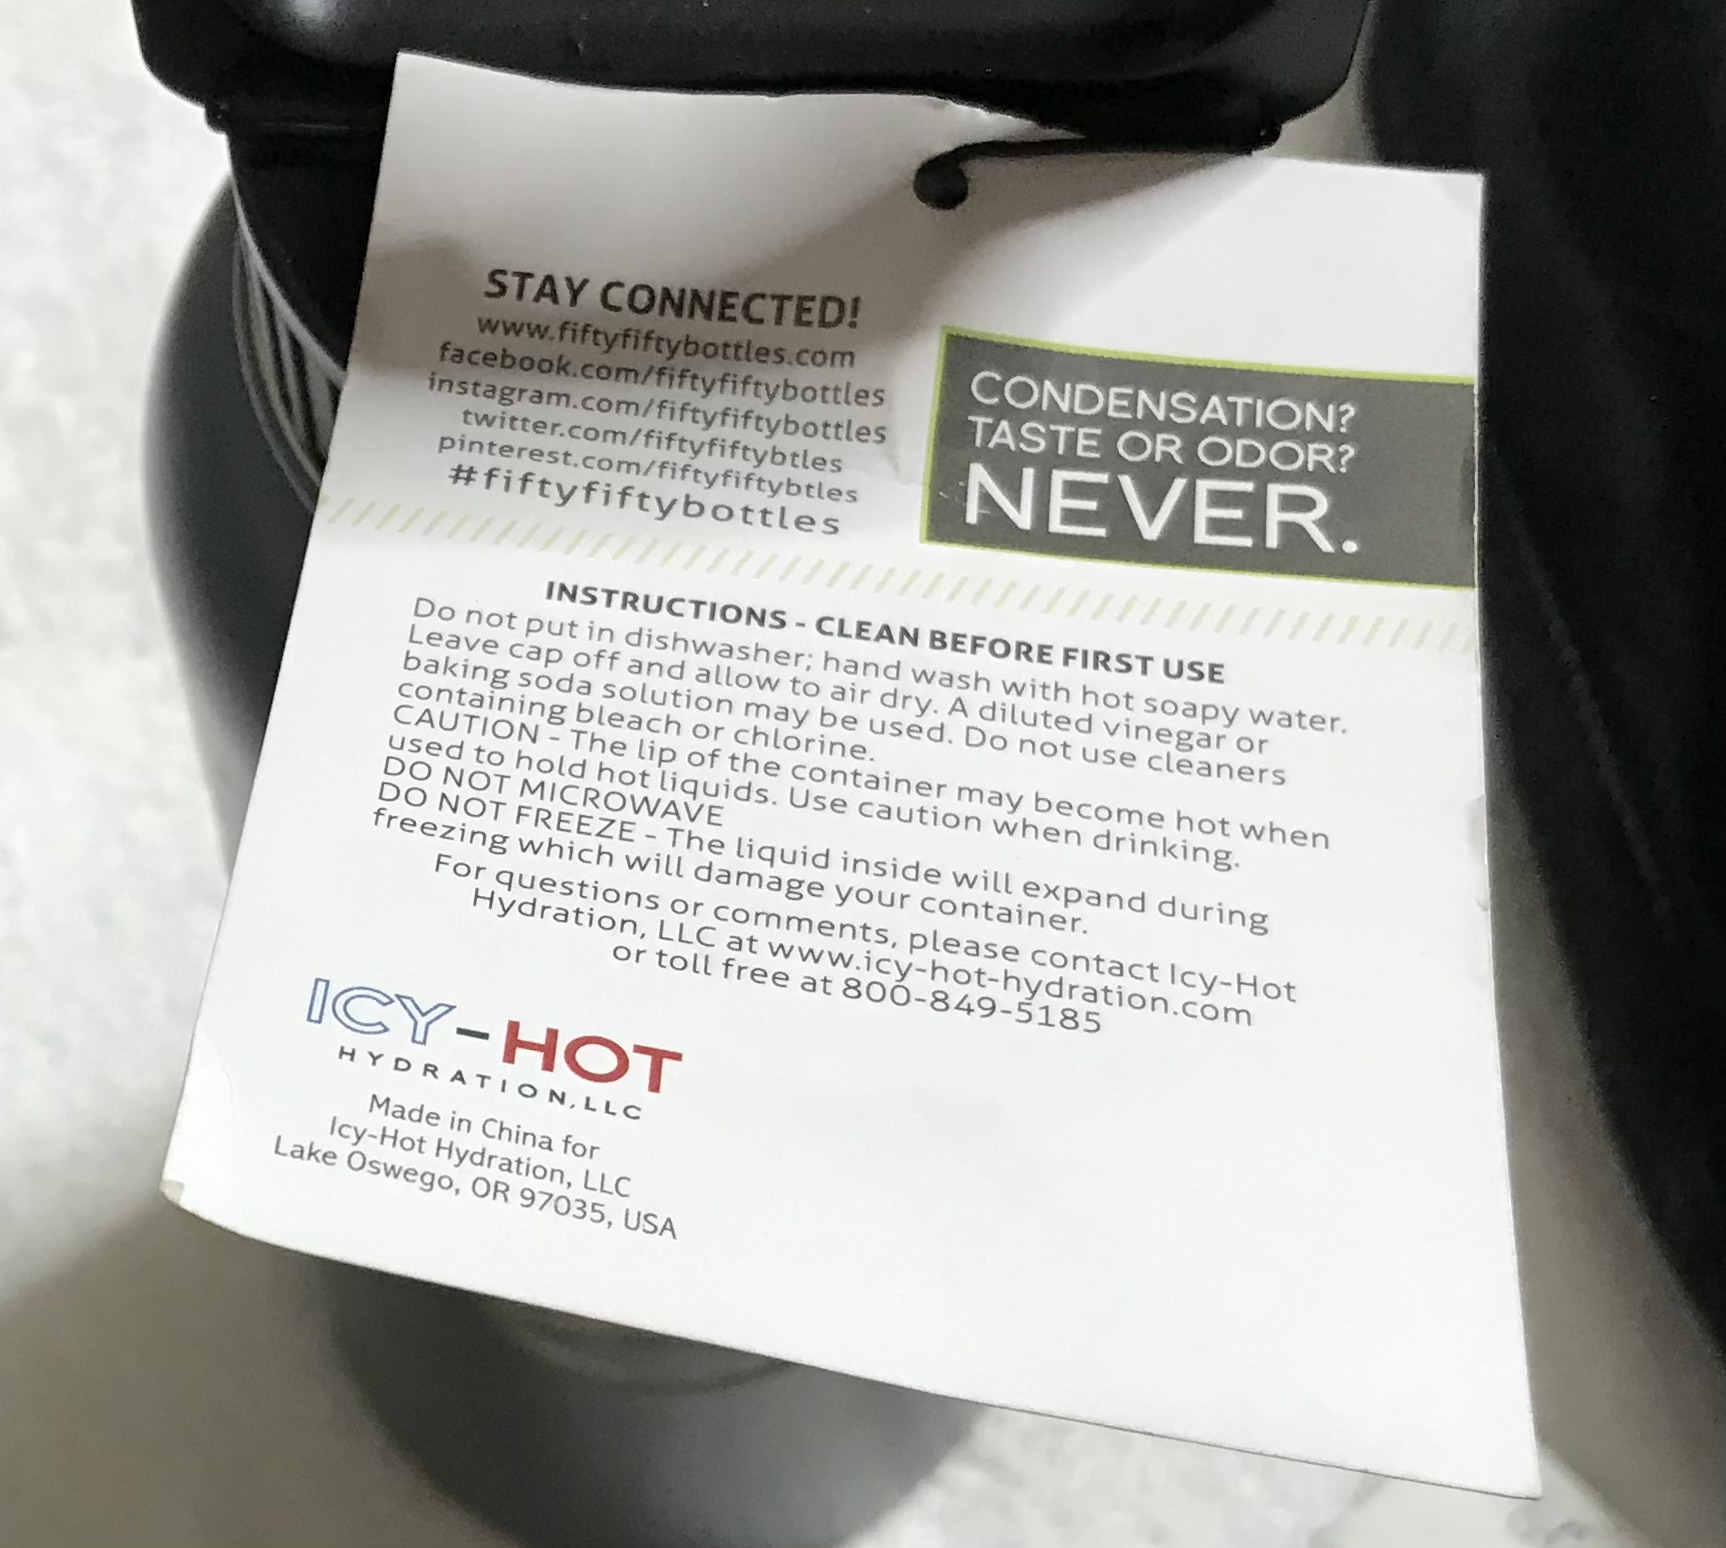 STAY CONNECTED!
www.fiftyfiftybottles.com
facebook.com/fiftyfiftybottles
instagram.com/fiftyfiftybottles
twitter.com/fiftyfiftybtles
pinterest.com/fiftyfiftybtles
#fiftyfiftybottles
CONDENSATION?
TASTE OR ODOR?
NEVER.
INSTRUCTIONS - CLEAN BEFORE FIRST USE
Do not put in dishwasher; hand wash with hot soapy water.
Leave cap off and allow to air dry. A diluted vinegar or
baking soda solution may be used. Do not use cleaners
containing bleach or chlorine.
CAUTION - The lip of the container may become hot when
used to hold hot liquids. Use caution when drinking.
DO NOT MICROWAVE
DO NOT FREEZE - The liquid inside will expand during
freezing which will damage your container.
For questions or comments, please contact Icy-Hot
Hydration, LLC at www.icy-hot-hydration.com
or toll free at 800-849-5185
ICY-HOT
HYDRATION, LLC
Made in China for
Icy-Hot Hydration, LLC
Lake Oswego, OR 97035, USA